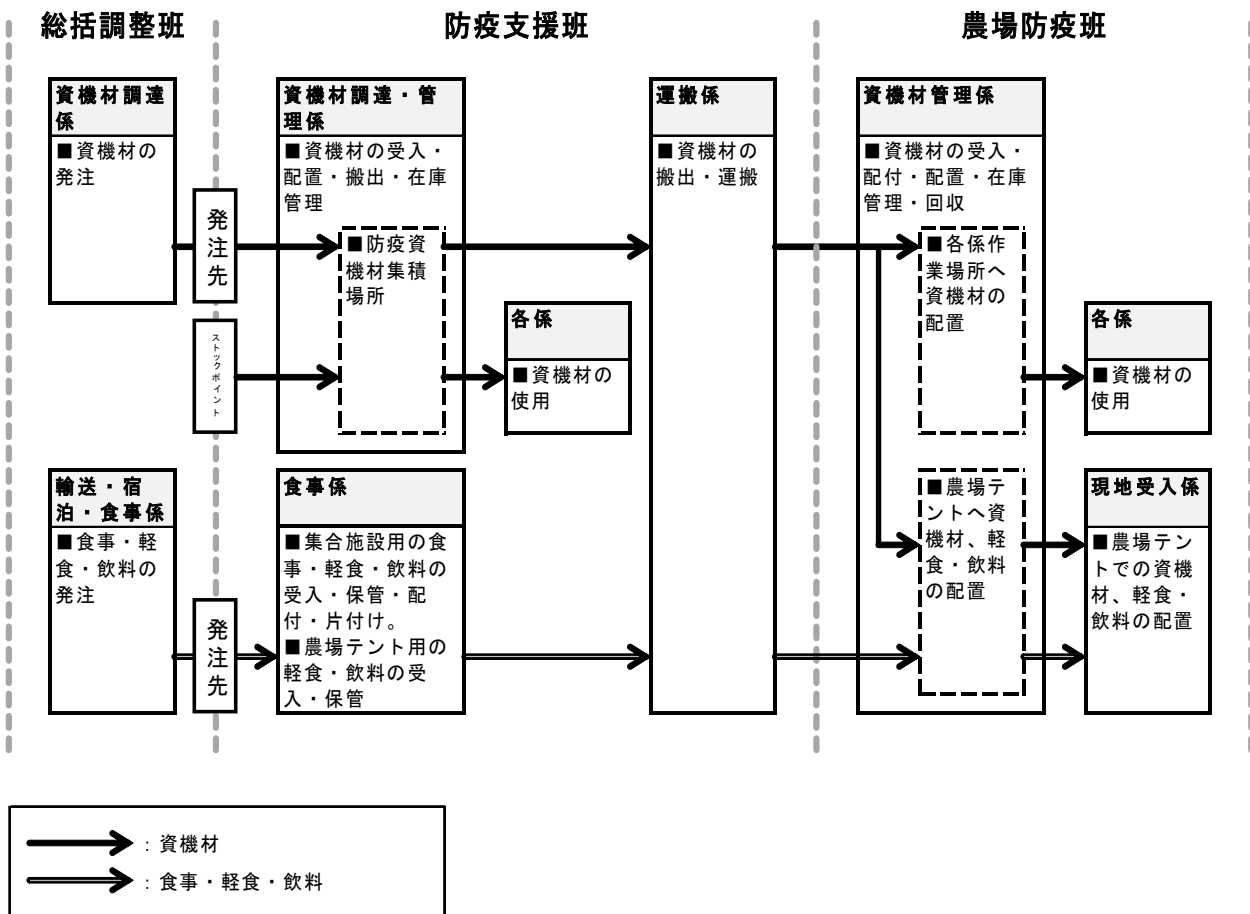 総括調整班
防疫支援班
農場防疫班
資機材調達
係
■資機材の
発注
発注先
ストックポイント
資機材調達・管
理係
■資機材の受入・
配置・搬出・在庫
管理
■防疫資
機材集積
場所
各係
■資機材の
使用
運搬係
■資機材の
搬出・運搬
資機材管理係
■資機材の受入・
配付・配置・在庫
管理・回収
■各係作
業場所へ
資機材の
配置
各係
■資機材の
使用
輸送・宿
泊・食事係
■食事・軽
食・飲料の
発注
発注先
食事係
■集合施設用の食
事・軽食・飲料の
受入・保管・配
付・片付け。
■農場テント用の
軽食・飲料の受
入・保管
■農場テ
ントへ資
機材、軽
食・飲料
の配置
現地受入係
■農場テン
トでの資機
材、軽食・
飲料の配置
：資機材
：食事・軽食・飲料